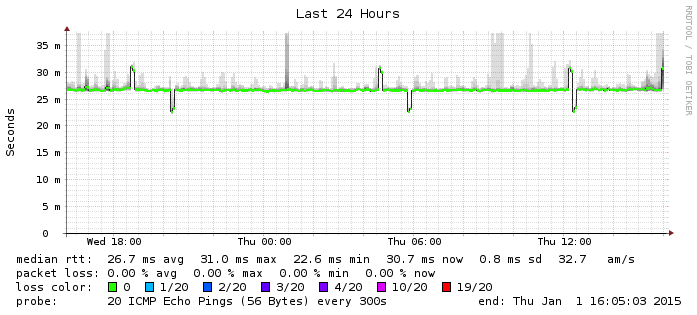 Last 24 Hours
RRDTOOL / TOBI OETIKER
Seconds
35 m
30 m
25 m
20 m
15 m
10 m
5 m
0
Wed 18:00 Thu 00:00 Thu 06:00 Thu 12:00
median rtt: 26.7 ms avg 31.0 ms max 22.6 ms min 30.7 ms now 0.8 ms sd 32.7 am/s
packet loss: 0.00 % avg 0.00 % max 0.00 % min 0.00 % now
loss color: 0 1/20 2/20 3/20 4/20 10/20 19/20
probe: 20 ICMP Echo Pings (56 Bytes) every 300s end: Thu Jan 1 16:05:03 2015